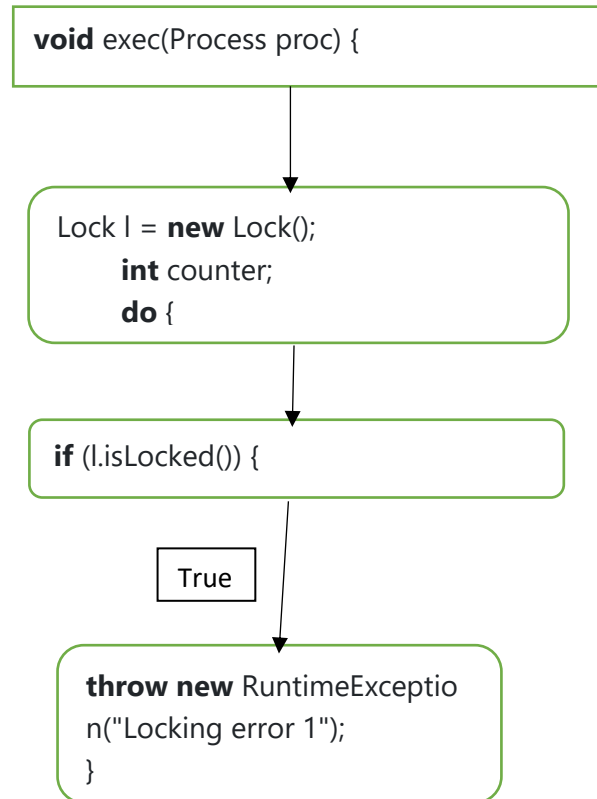 void exec(Process proc) {
Lock l = new Lock();
int counter;
do {
if (l.isLocked()) {
True
throw new RuntimeExceptio
n("Locking error 1");
}